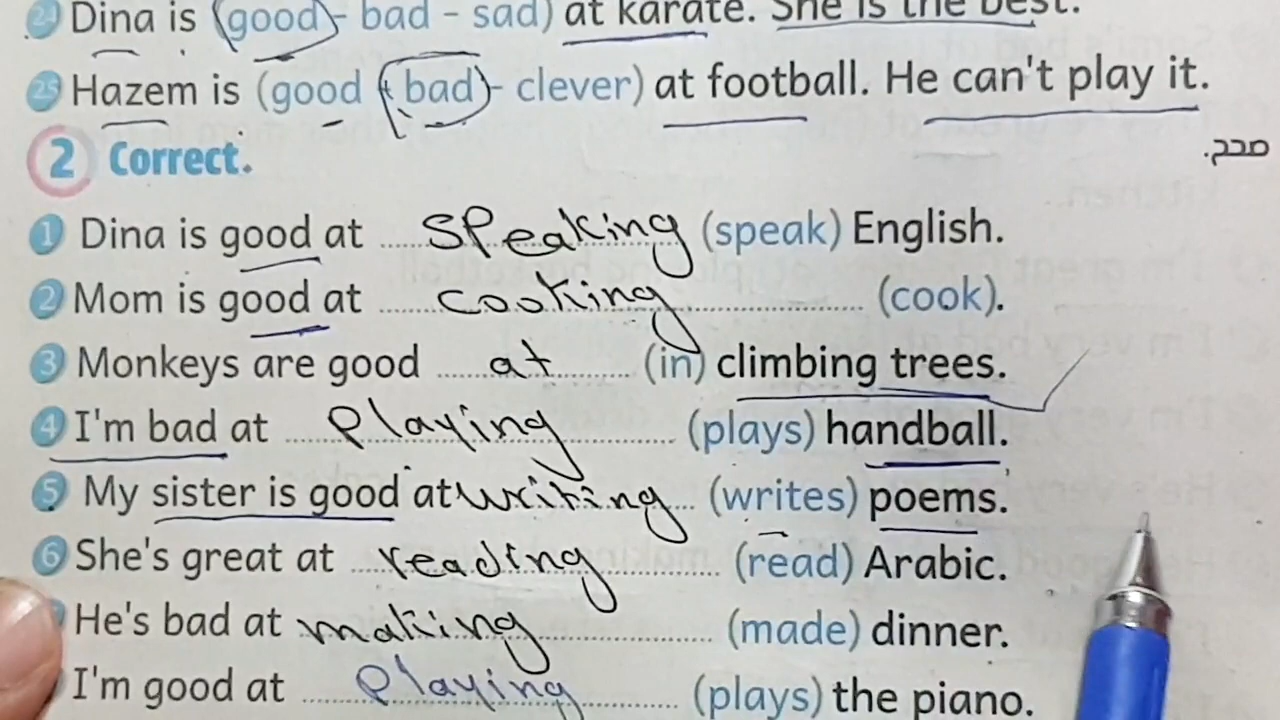 24 Dina is (good - bad - sad) at karate. She is the best.
25 Hazem is (good - bad - clever) at football. He can't play it.
2 Correct.
1 Dina is good at speaking (speak) English.
2 Mom is good at cooking (cook).
3 Monkeys are good at (in) climbing trees.
4 I'm bad at playing (plays) handball.
5 My sister is good at writing (writes) poems.
6 She's great at reading (read) Arabic.
He's bad at making (made) dinner.
I'm good at playing (plays) the piano.